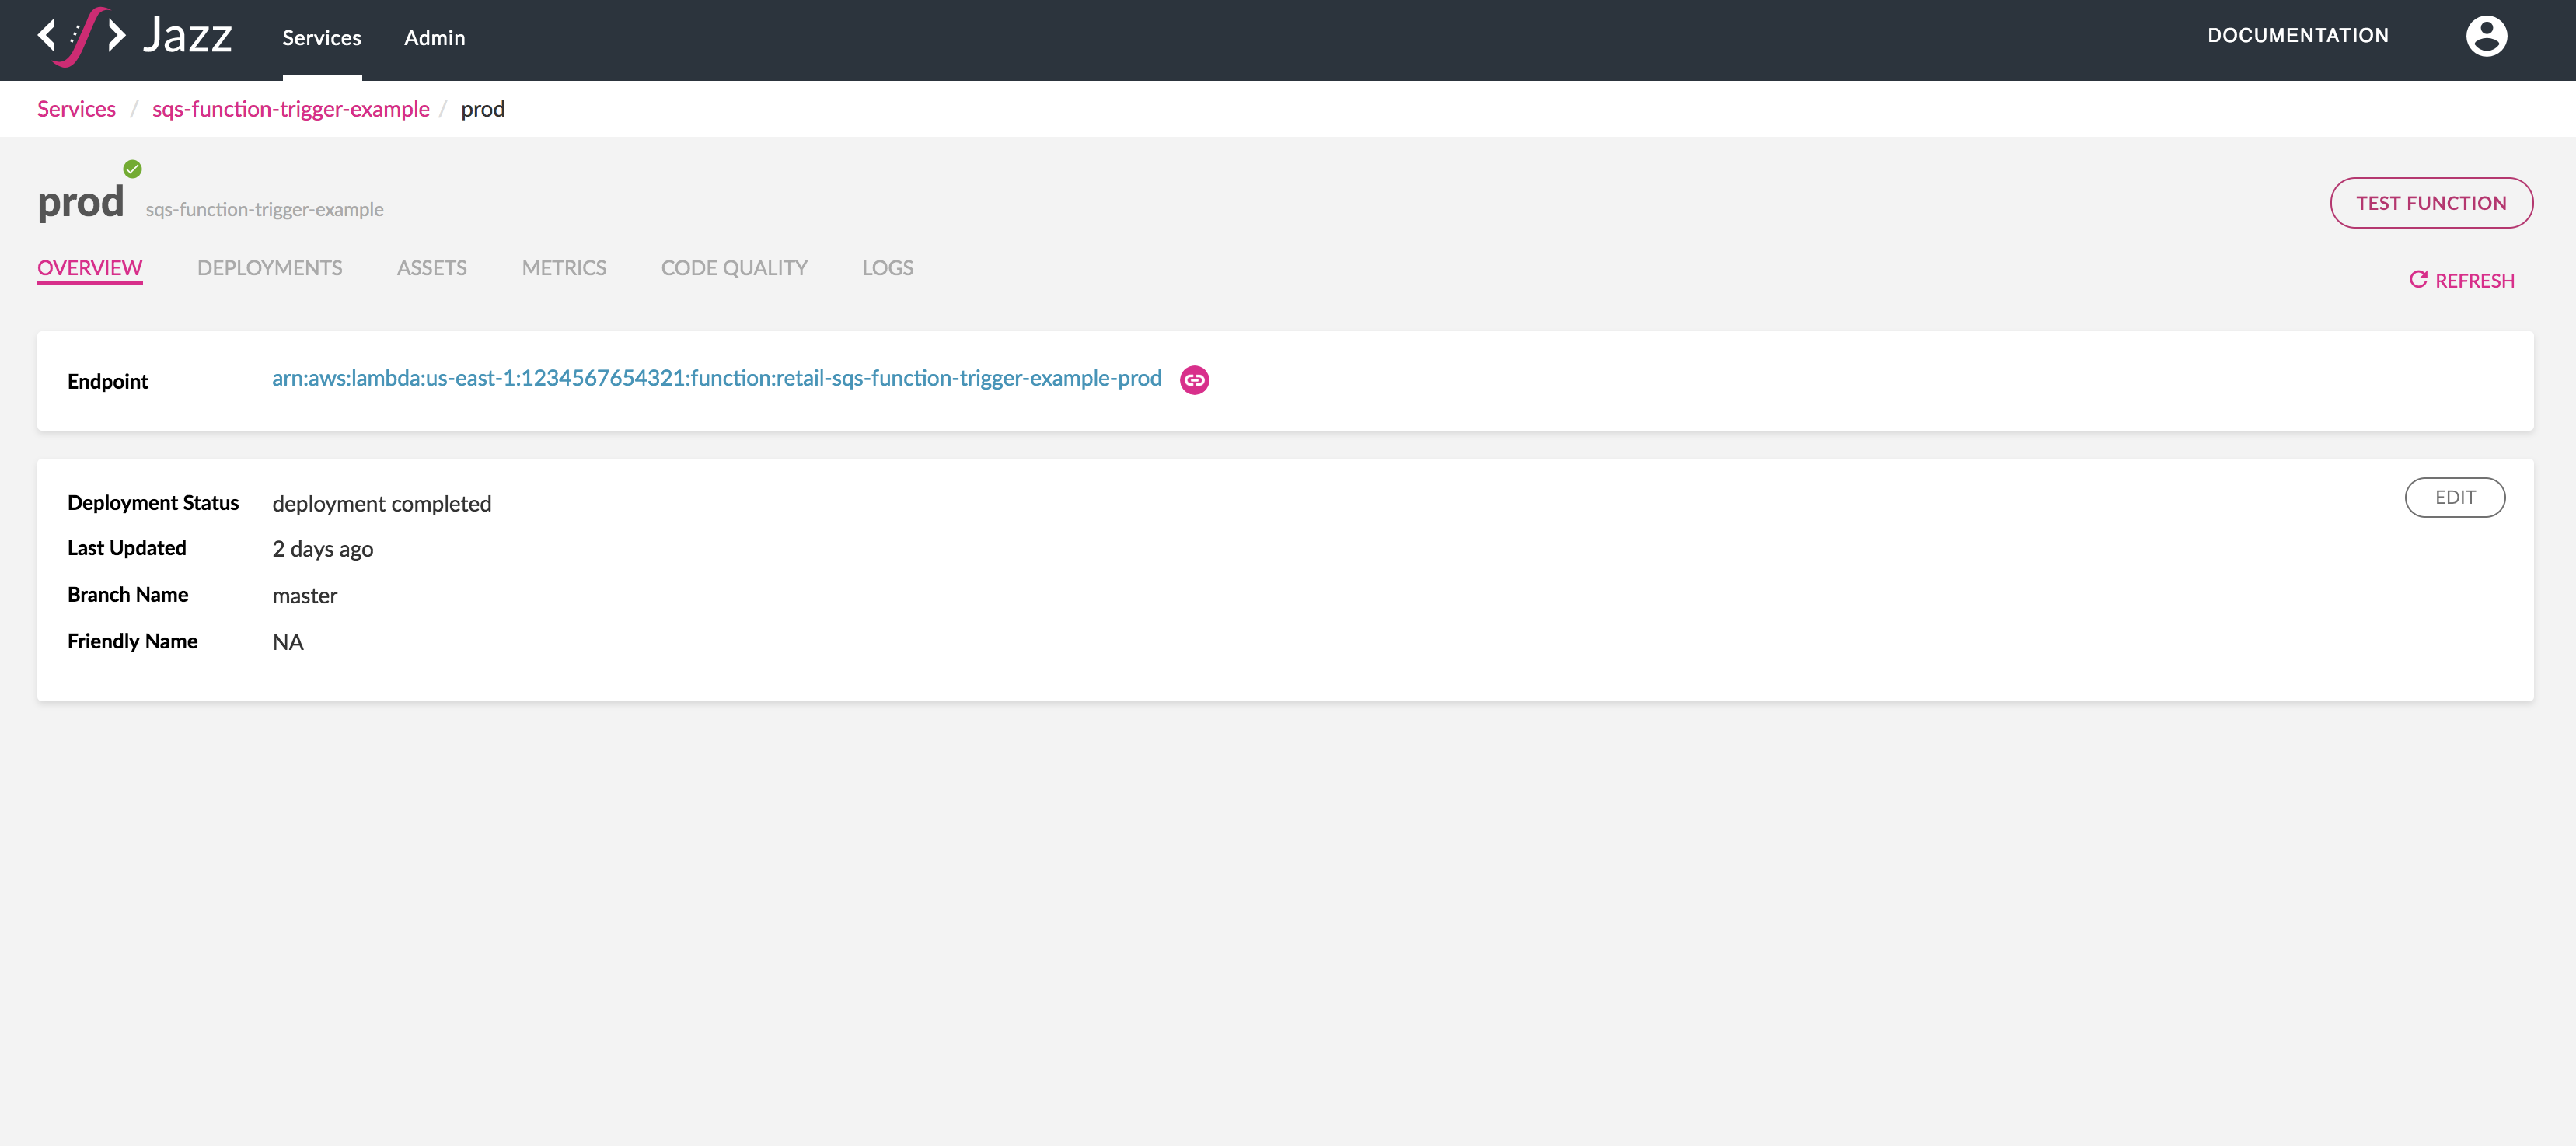 Jazz Services Admin DOCUMENTATION
Services / sqs-function-trigger-example / prod
prod sqs-function-trigger-example
TEST FUNCTION
OVERVIEW DEPLOYMENTS ASSETS METRICS CODE QUALITY LOGS
REFRESH
Endpoint arn:aws:lambda:us-east-1:1234567654321:function:retail-sqs-function-trigger-example-prod
Deployment Status deployment completed
EDIT
Last Updated 2 days ago
Branch Name master
Friendly Name NA